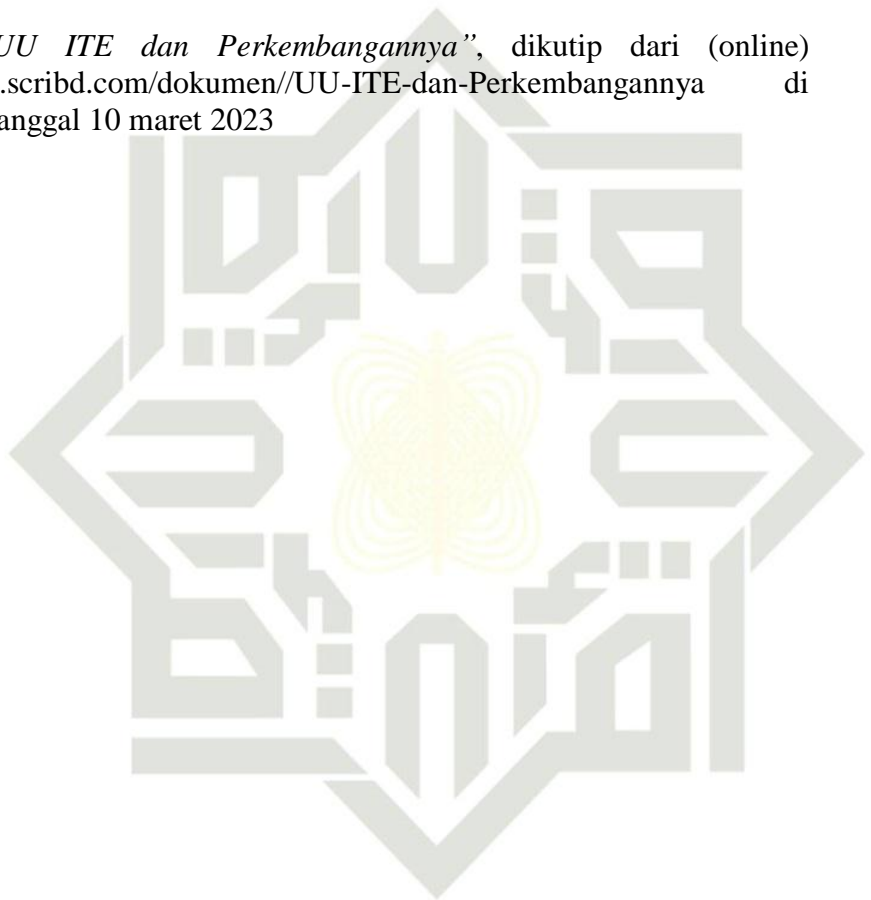 UU ITE dan Perkembangannya”, dikutip dari (online)
.scribd.com/dokumen//UU-ITE-dan-Perkembangannya di
anggal 10 maret 2023